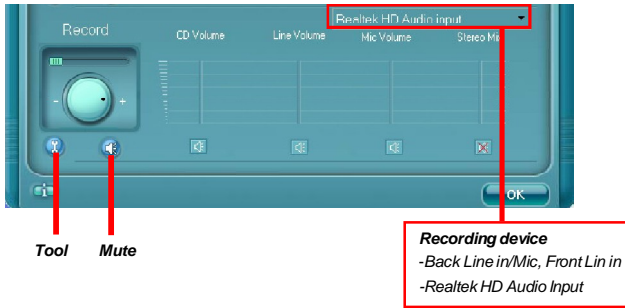 Realtek HD Audio input
Record
CD Volume
Line Volume
Mic Volume
Stereo Mix
OK
Tool
Mute
Recording device
-Back Line in/Mic, Front Lin in
-Realtek HD Audio Input